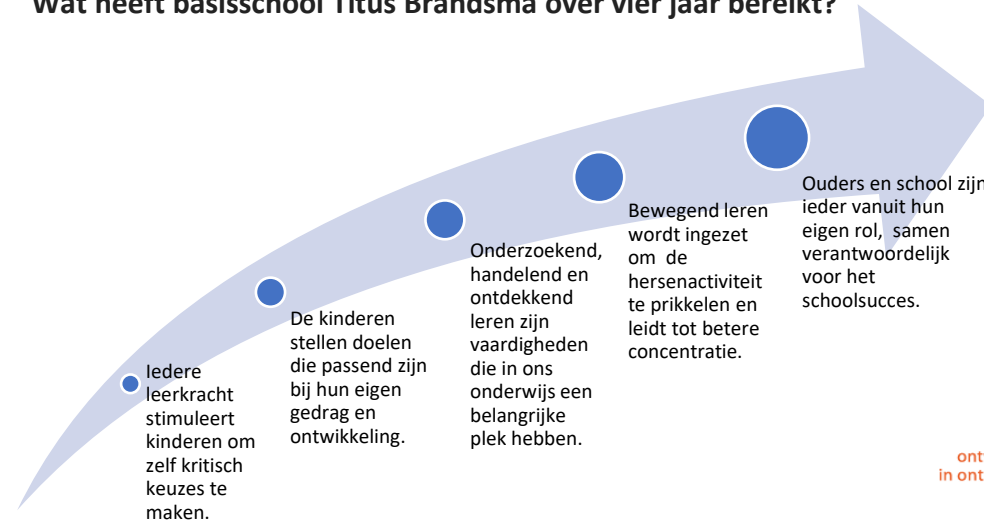 Wat heeft basisschool Titus Brandsma over vier jaar bereikt?
Iedere
leerkracht
stimuleert
kinderen om
zelf kritisch
keuzes te
maken.
De kinderen
stellen doelen
die passend zijn
bij hun eigen
gedrag en
ontwikkeling.
Onderzoekend,
handelend en
ontdekkend
leren zijn
vaardigheden
die in ons
onderwijs een
belangrijke
plek hebben.
Bewegend leren
wordt ingezet
om de
hersenactiviteit
te prikkelen en
leidt tot betere
concentratie.
Ouders en school zijn
ieder vanuit hun
eigen rol, samen
verantwoordelijk
voor het
schoolsucces.
ont
in ont